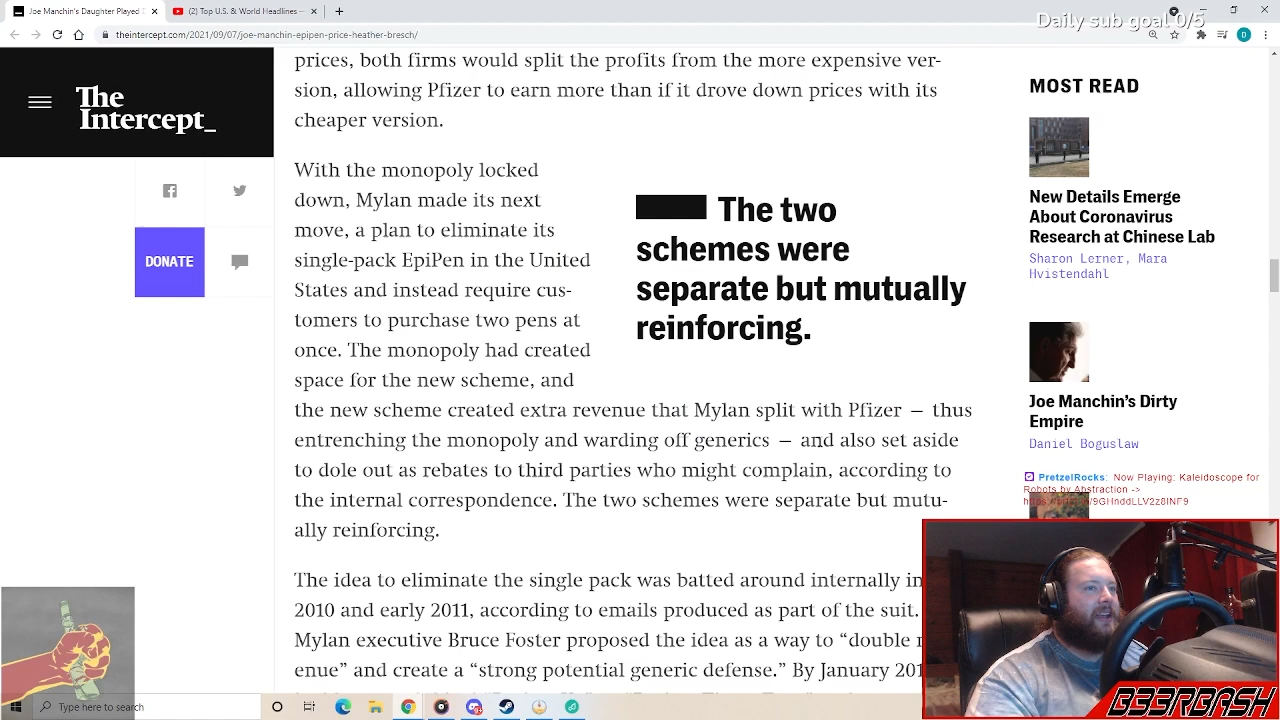 Joe Manchin's Daughter Played D
(2) Top U.S. & World Headlines —
Daily sub goal 0/5
theintercept.com/2021/09/07/joe-manchin-epipen-price-heather-bresch/
D
The
Intercept_
DONATE
prices, both firms would split the profits from the more expensive ver-
sion, allowing Pfizer to earn more than if it drove down prices with its
cheaper version.
With the monopoly locked
down, Mylan made its next
move, a plan to eliminate its
single-pack EpiPen in the United
States and instead require cus-
tomers to purchase two pens at
once. The monopoly had created
space for the new scheme, and
the new scheme created extra revenue that Mylan split with Pfizer — thus
entrenching the monopoly and warding off generics — and also set aside
to dole out as rebates to third parties who might complain, according to
the internal correspondence. The two schemes were separate but mutu-
ally reinforcing.
The two
schemes were
separate but mutually
reinforcing.
The idea to eliminate the single pack was batted around internally in
2010 and early 2011, according to emails produced as part of the suit.
Mylan executive Bruce Foster proposed the idea as a way to “double
enue” and create a “strong potential generic defense.” By January
MOST READ
New Details Emerge
About Coronavirus
Research at Chinese Lab
Sharon Lerner, Mara
Hvistendahl
Joe Manchin’s Dirty
Empire
Daniel Boguslaw
PretzelRocks: Now Playing: Kaleidoscope for
Robots by Abstraction ->
B33RBASH
Type here to search